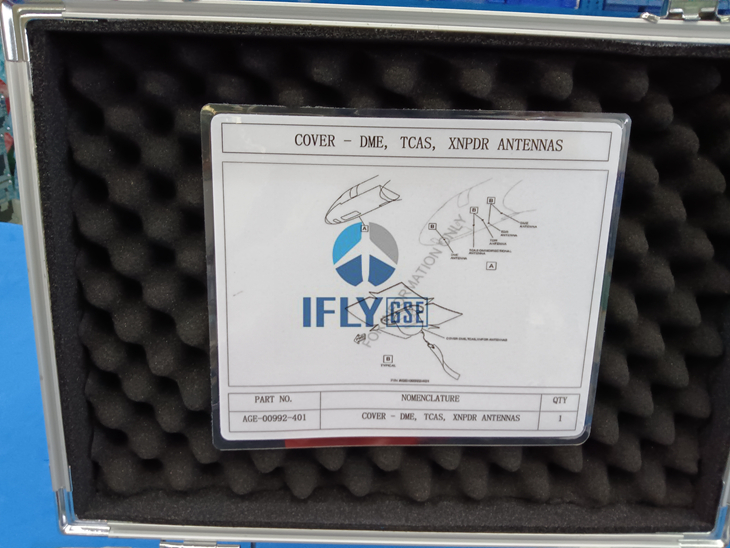 COVER - DME, TCAS, XNPDR ANTENNAS
A
B
B
B
A
FOR INFORMATION ONLY
IFLY GSE
B
TYPICAL
PART NO. NOMENCLATURE QTY
AGE-00992-401 COVER - DME, TCAS, XNPDR ANTENNAS 1